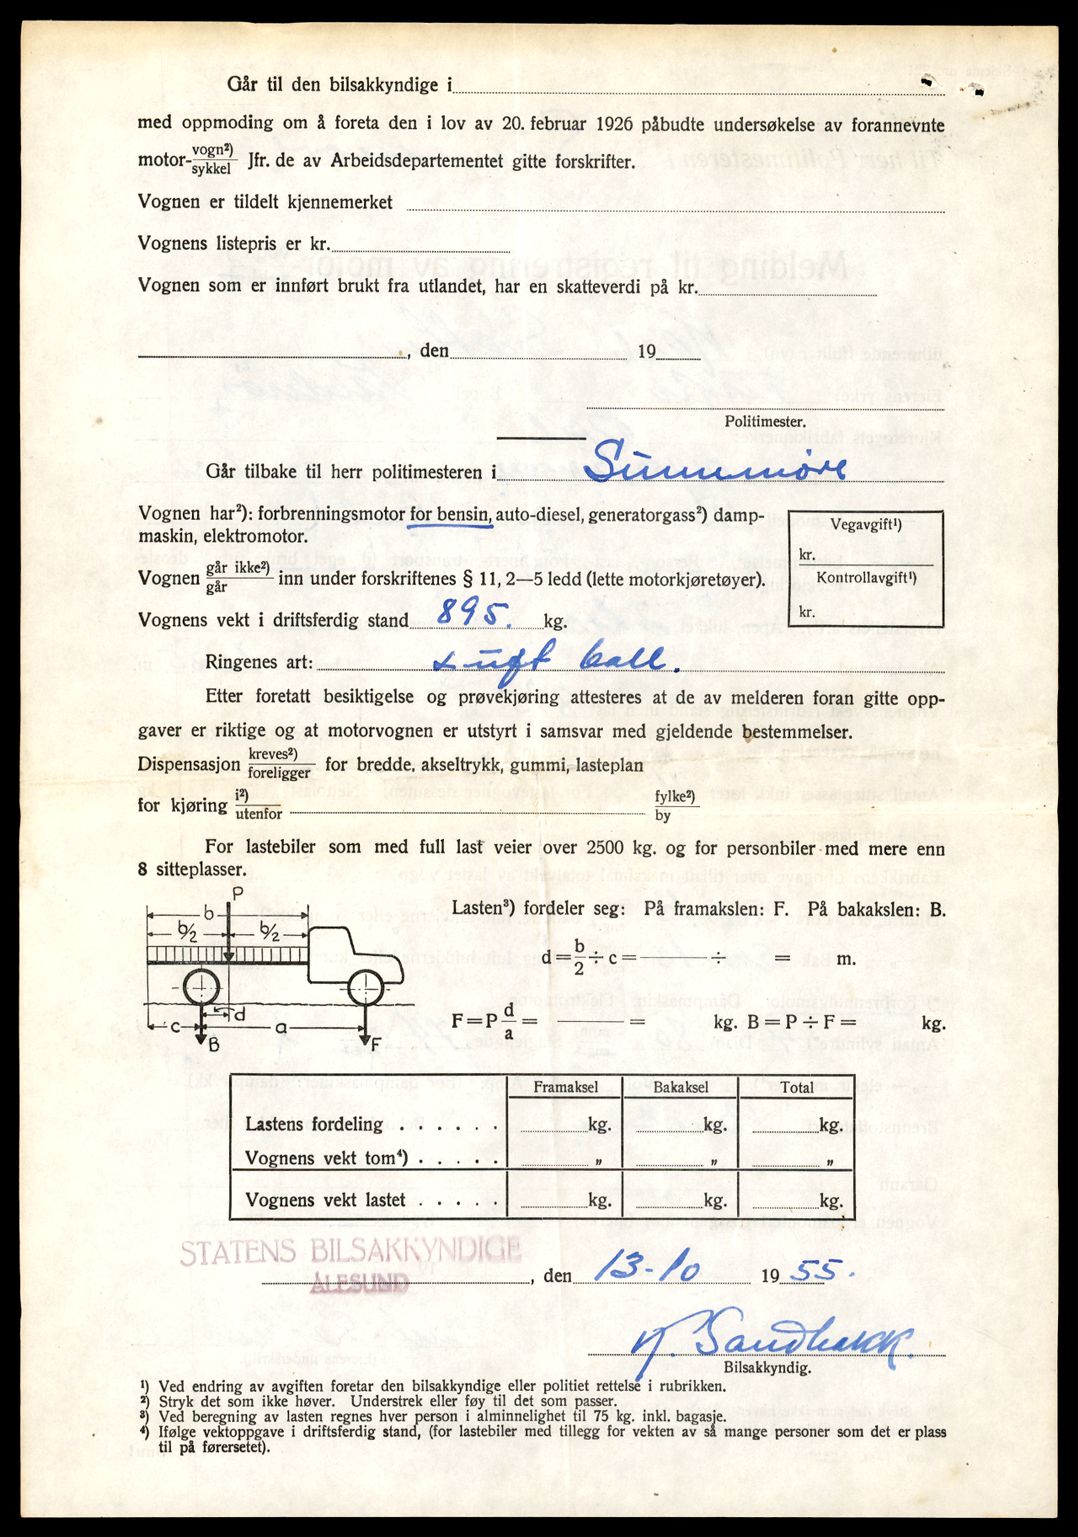 Går til den bilsakkyndige i
med oppmoding om å foreta den i lov av 20. februar 1926 påbudte undersøkelse av forannevnte
motor- vogn²) sykkel Jfr. de av Arbeidsdepartementet gitte forskrifter.
Vognen er tildelt kjennemerket
Vognens listepris er kr.
Vognen som er innført brukt fra utlandet, har en skatteverdi på kr.
, den 19
Politimester.
Går tilbake til herr politimesteren i Sunnmøre
Vognen har²): forbrenningsmotor for bensin, auto-diesel, generatorgass²) damp-
maskin, elektromotor.
Vegavgift¹)
kr.
Kontrollavgift¹)
kr.
Vognen går ikke²) går inn under forskriftenes § 11, 2—5 ledd (lette motorkjøretøyer).
Vognens vekt i driftsferdig stand 895. kg.
Ringenes art: Luft ball.
Etter foretatt besiktigelse og prøvekjøring attesteres at de av melderen foran gitte opp-
gaver er riktige og at motorvognen er utstyrt i samsvar med gjeldende bestemmelser.
Dispensasjon kreves²) foreligger for bredde, akseltrykk, gummi, lasteplan
for kjøring i²) utenfor fylke²) by
For lastebiler som med full last veier over 2500 kg. og for personbiler med mere enn
8 sitteplasser.
P
b
b/2 b/2
d
c a
B F
Lasten³) fordeler seg: På framakslen: F. På bakakslen: B.
d = b/2 ÷ c = ÷ = m.
F = P d/a = = kg. B = P ÷ F = kg.
Framaksel Bakaksel Total
Lastens fordeling . . . . . . kg. kg. kg.
Vognens vekt tom⁴) . . . . . „ „ „
Vognens vekt lastet . . . . . kg. kg. kg.
STATENS BILSAKKYNDIGE
ÅLESUND
, den 13-10 1955.
K. Sandbakk.
Bilsakkyndig.
¹) Ved endring av avgiften foretar den bilsakkyndige eller politiet rettelse i rubrikken.
²) Stryk det som ikke høver. Understrek eller føy til det som passer.
³) Ved beregning av lasten regnes hver person i alminnelighet til 75 kg. inkl. bagasje.
⁴) Ifølge vektoppgave i driftsferdig stand, (for lastebiler med tillegg for vekten av så mange personer som det er plass
til på førersetet).